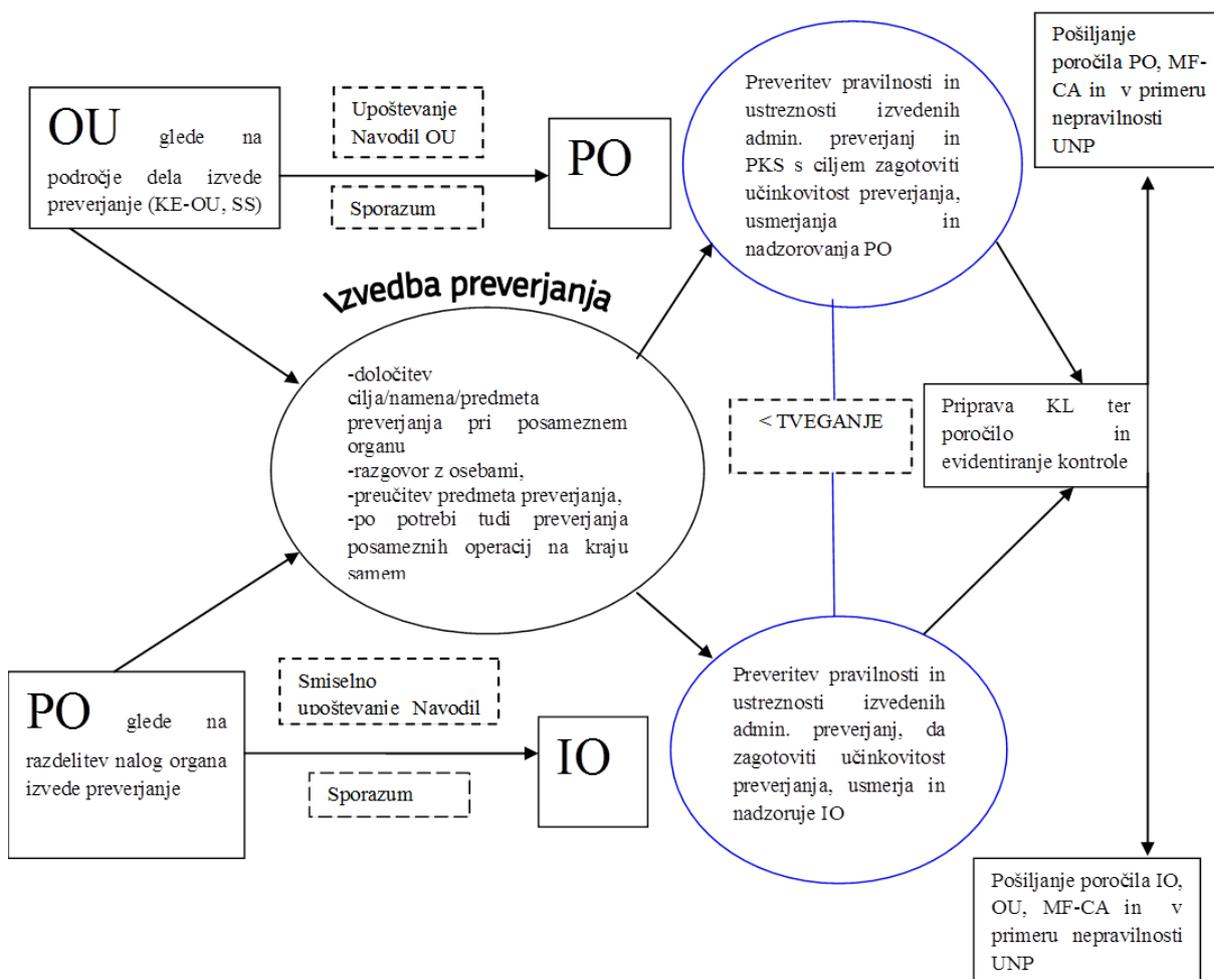 OU glede na
področje dela izvede
preverjanje (KE-OU, SS)
Upoštevanje
Navodil OU
Sporazum
PO
Preveritev pravilnosti in
ustreznosti izvedenih
admin. preverjanj in
PKS s ciljem zagotoviti
učinkovitost preverjanja,
usmerjanja in
nadzorovanja PO
Pošiljanje
poročila PO, MF-
CA in v primeru
nepravilnosti
UNP
Izvedba preverjanja
-določitev
cilja/namena/predmeta
preverjanja pri posameznem
organu
-razgovor z osebami,
-preučitev predmeta preverjanja,
-po potrebi tudi preverjanja
posameznih operacij na kraju
samem
< TVEGANJE
Priprava KL ter
poročilo in
evidentiranje kontrole
PO glede na
razdelitev nalog organa
izvede preverjanje
Smiselno
upoštevanje Navodil
Sporazum
IO
Preveritev pravilnosti in
ustreznosti izvedenih
admin. preverjanj, da
zagotoviti učinkovitost
preverjanja, usmerja in
nadzoruje IO
Pošiljanje poročila IO,
OU, MF-CA in v
primeru nepravilnosti
UNP